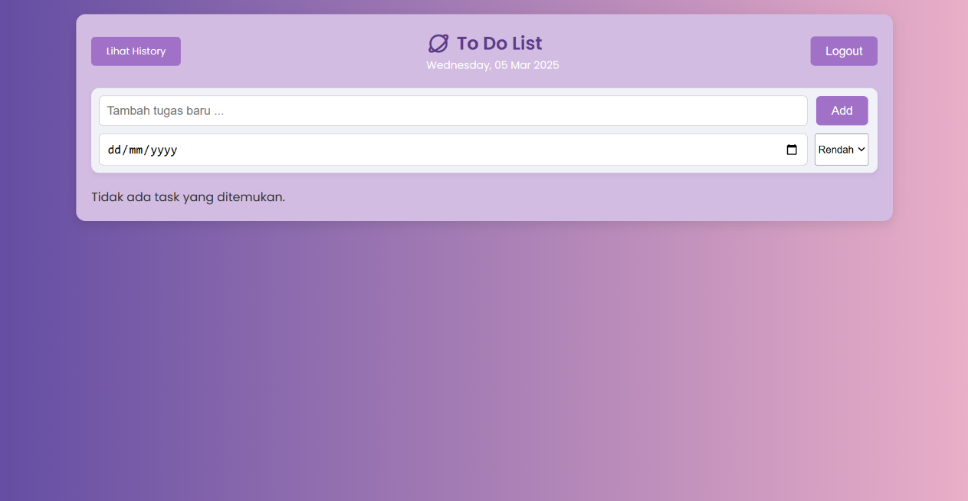 Lihat History
To Do List
Wednesday, 05 Mar 2025
Logout
Tambah tugas baru ...
Add
dd/mm/yyyy
Rendah
Tidak ada task yang ditemukan.